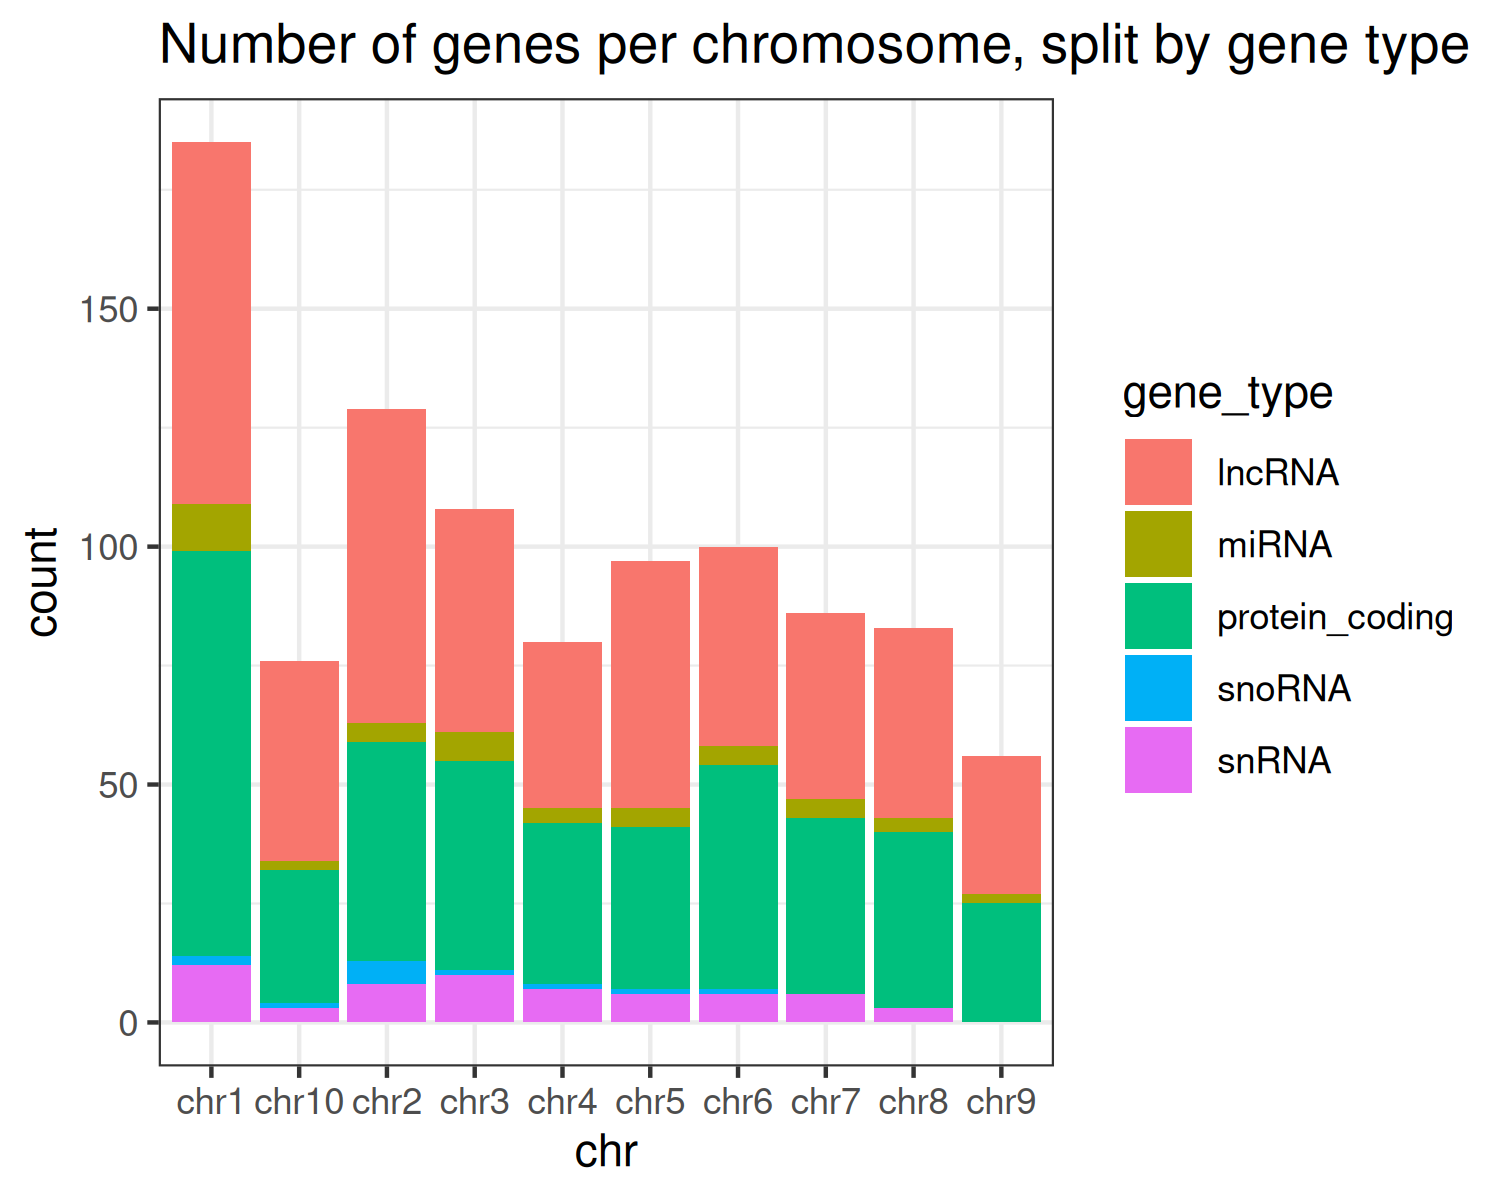 Number of genes per chromosome, split by gene type
count
150
100
50
0
chr1 chr10 chr2 chr3 chr4 chr5 chr6 chr7 chr8 chr9
chr
gene_type
lncRNA
miRNA
protein_coding
snoRNA
snRNA